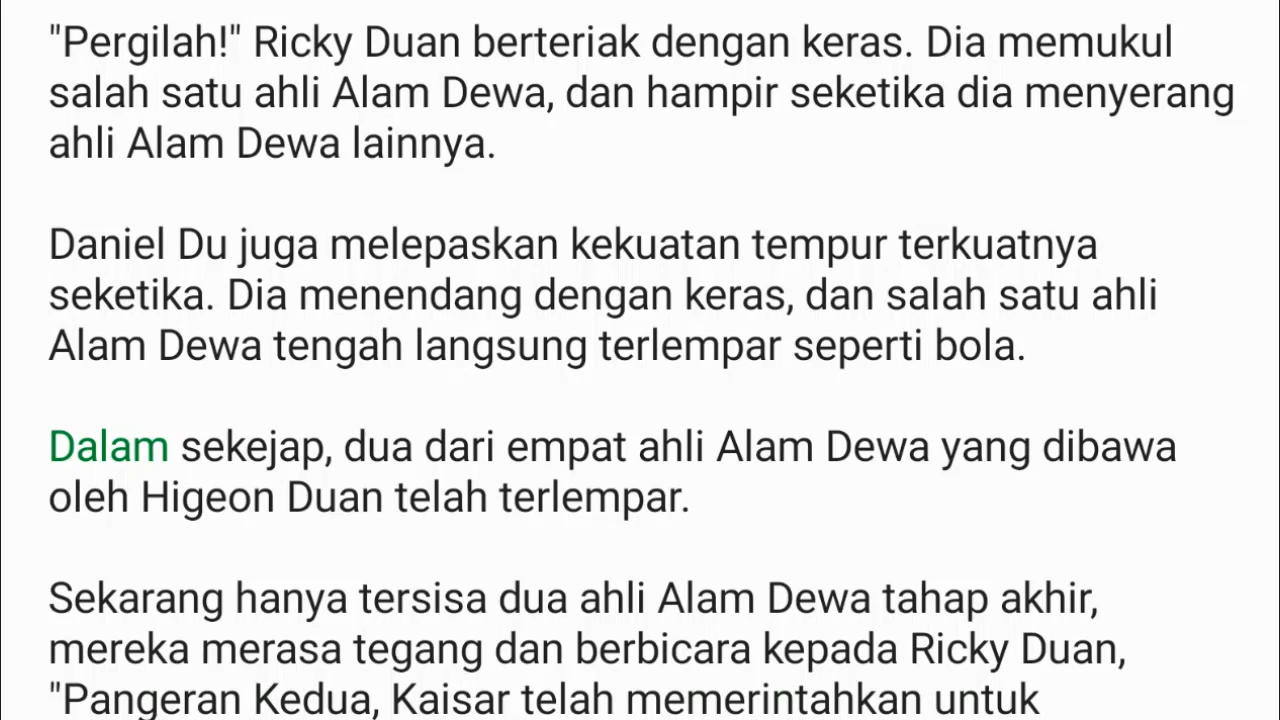 "Pergilah!" Ricky Duan berteriak dengan keras. Dia memukul
salah satu ahli Alam Dewa, dan hampir seketika dia menyerang
ahli Alam Dewa lainnya.
Daniel Du juga melepaskan kekuatan tempur terkuatnya
seketika. Dia menendang dengan keras, dan salah satu ahli
Alam Dewa tengah langsung terlempar seperti bola.
Dalam sekejap, dua dari empat ahli Alam Dewa yang dibawa
oleh Higeon Duan telah terlempar.
Sekarang hanya tersisa dua ahli Alam Dewa tahap akhir,
mereka merasa tegang dan berbicara kepada Ricky Duan,
"Pangeran Kedua, Kaisar telah memerintahkan untuk